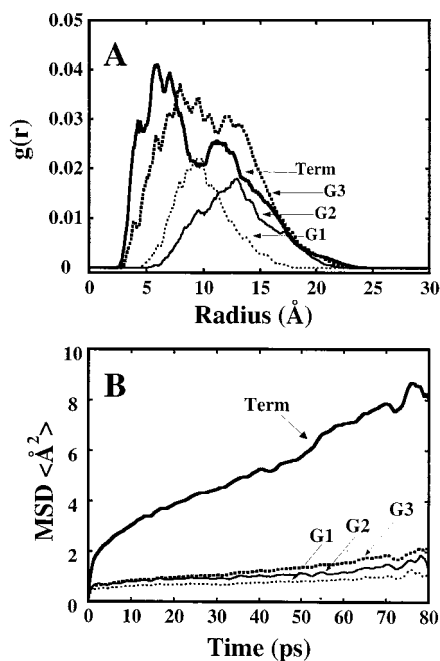 A
0.05
0.04
0.03
0.02
0.01
0
g(r)
Term
G3
G2
G1
0 5 10 15 20 25 30
Radius (Å)
B
10
8
6
4
2
0
MSD <Å²>
Term
G1 G2 G3
0 10 20 30 40 50 60 70 80
Time (ps)